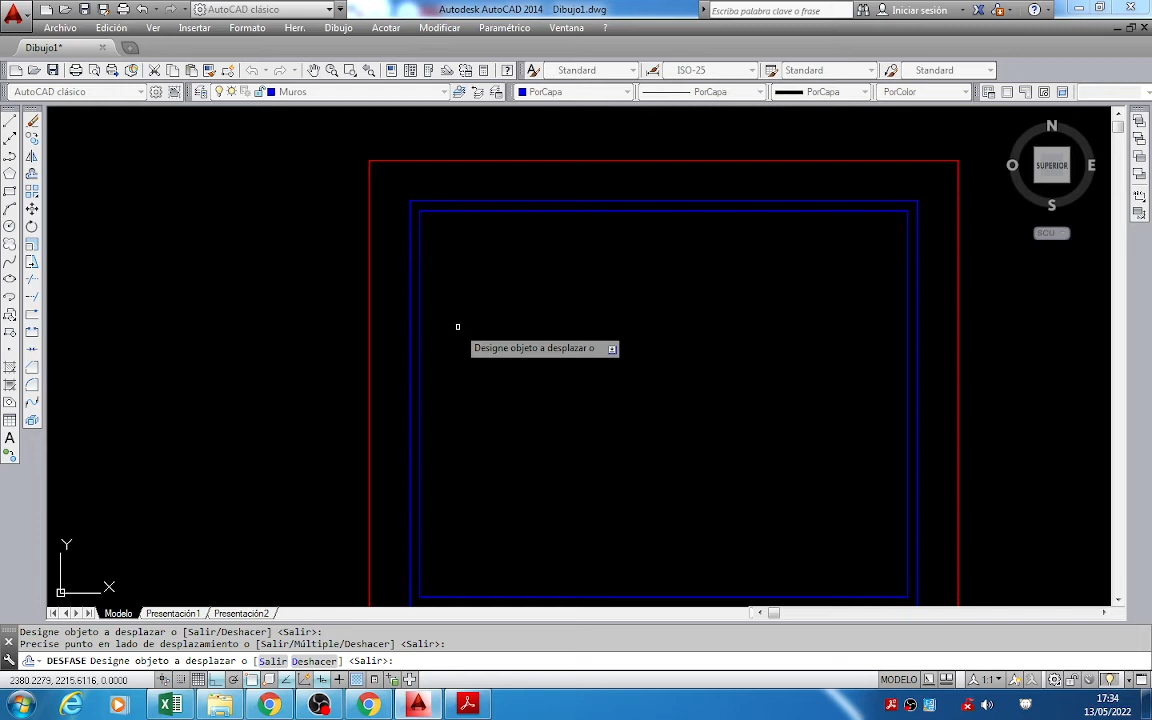 AutoCAD clásico
Autodesk AutoCAD 2014 Dibujo1.dwg
Escriba palabra clave o frase
Iniciar sesión
Archivo Edición Ver Insertar Formato Herr. Dibujo Acotar Modificar Paramétrico Ventana ?
Dibujo1*
Standard ISO-25 Standard Standard
AutoCAD clásico Muros PorCapa PorCapa PorCapa PorColor
N
O SUPERIOR E
S
SCU
Designe objeto a desplazar o
Y
X
Modelo Presentación1 Presentación2
Designe objeto a desplazar o [Salir/Deshacer] <Salir>:
Precise punto en lado de desplazamiento o [Salir/Múltiple/Deshacer] <Salir>:
DESFASE Designe objeto a desplazar o [Salir Deshacer] <Salir>:
2380.2279, 2215.6116, 0.0000 MODELO 1:1
17:34
13/05/2022